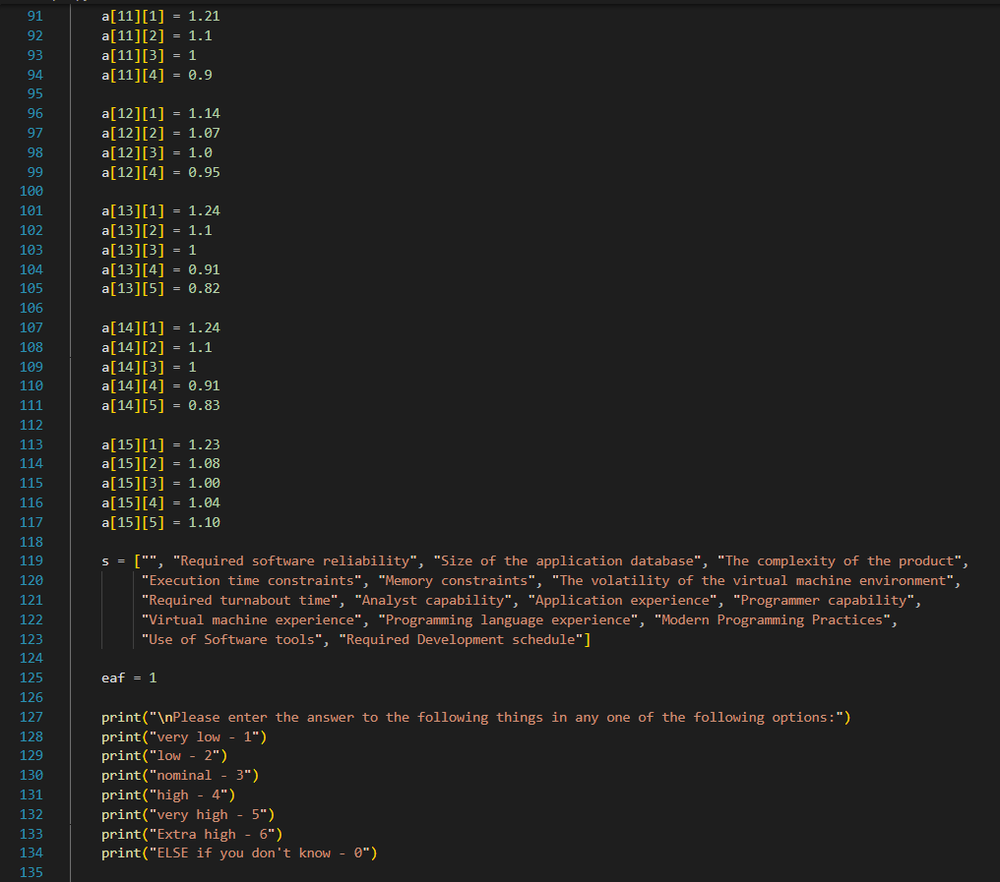 91 a[11][1] = 1.21
92 a[11][2] = 1.1
93 a[11][3] = 1
94 a[11][4] = 0.9
95
96 a[12][1] = 1.14
97 a[12][2] = 1.07
98 a[12][3] = 1.0
99 a[12][4] = 0.95
100
101 a[13][1] = 1.24
102 a[13][2] = 1.1
103 a[13][3] = 1
104 a[13][4] = 0.91
105 a[13][5] = 0.82
106
107 a[14][1] = 1.24
108 a[14][2] = 1.1
109 a[14][3] = 1
110 a[14][4] = 0.91
111 a[14][5] = 0.83
112
113 a[15][1] = 1.23
114 a[15][2] = 1.08
115 a[15][3] = 1.00
116 a[15][4] = 1.04
117 a[15][5] = 1.10
118
119 s = ["", "Required software reliability", "Size of the application database", "The complexity of the product",
120 "Execution time constraints", "Memory constraints", "The volatility of the virtual machine environment",
121 "Required turnabout time", "Analyst capability", "Application experience", "Programmer capability",
122 "Virtual machine experience", "Programming language experience", "Modern Programming Practices",
123 "Use of Software tools", "Required Development schedule"]
124
125 eaf = 1
126
127 print("\nPlease enter the answer to the following things in any one of the following options:")
128 print("very low - 1")
129 print("low - 2")
130 print("nominal - 3")
131 print("high - 4")
132 print("very high - 5")
133 print("Extra high - 6")
134 print("ELSE if you don't know - 0")
135